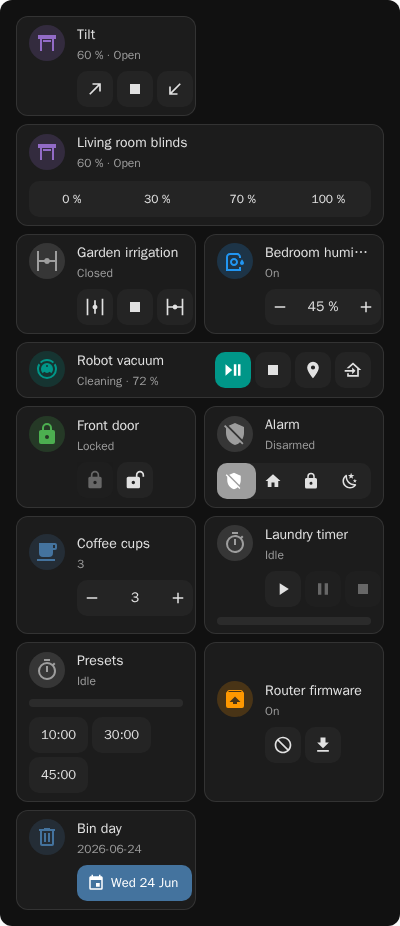 Tilt
60 % · Open
Living room blinds
60 % · Open
0 % 30 % 70 % 100 %
Garden irrigation
Closed
Bedroom humi···
On
45 %
Robot vacuum
Cleaning · 72 %
Front door
Locked
Alarm
Disarmed
Coffee cups
3
3
Laundry timer
Idle
Presets
Idle
10:00 30:00
45:00
Router firmware
On
Bin day
2026-06-24
Wed 24 Jun